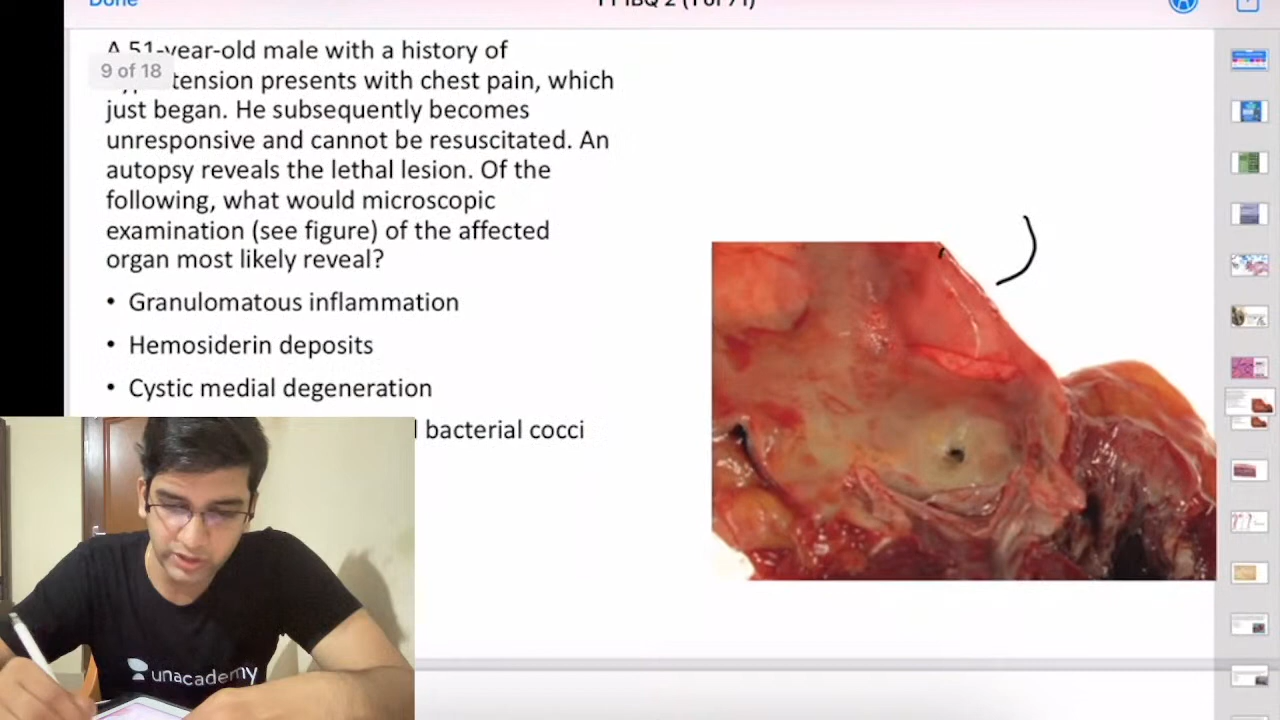 Done
9 of 18
A 51-year-old male with a history of
tension presents with chest pain, which
just began. He subsequently becomes
unresponsive and cannot be resuscitated. An
autopsy reveals the lethal lesion. Of the
following, what would microscopic
examination (see figure) of the affected
organ most likely reveal?
• Granulomatous inflammation
• Hemosiderin deposits
• Cystic medial degeneration
bacterial cocci
unacademy